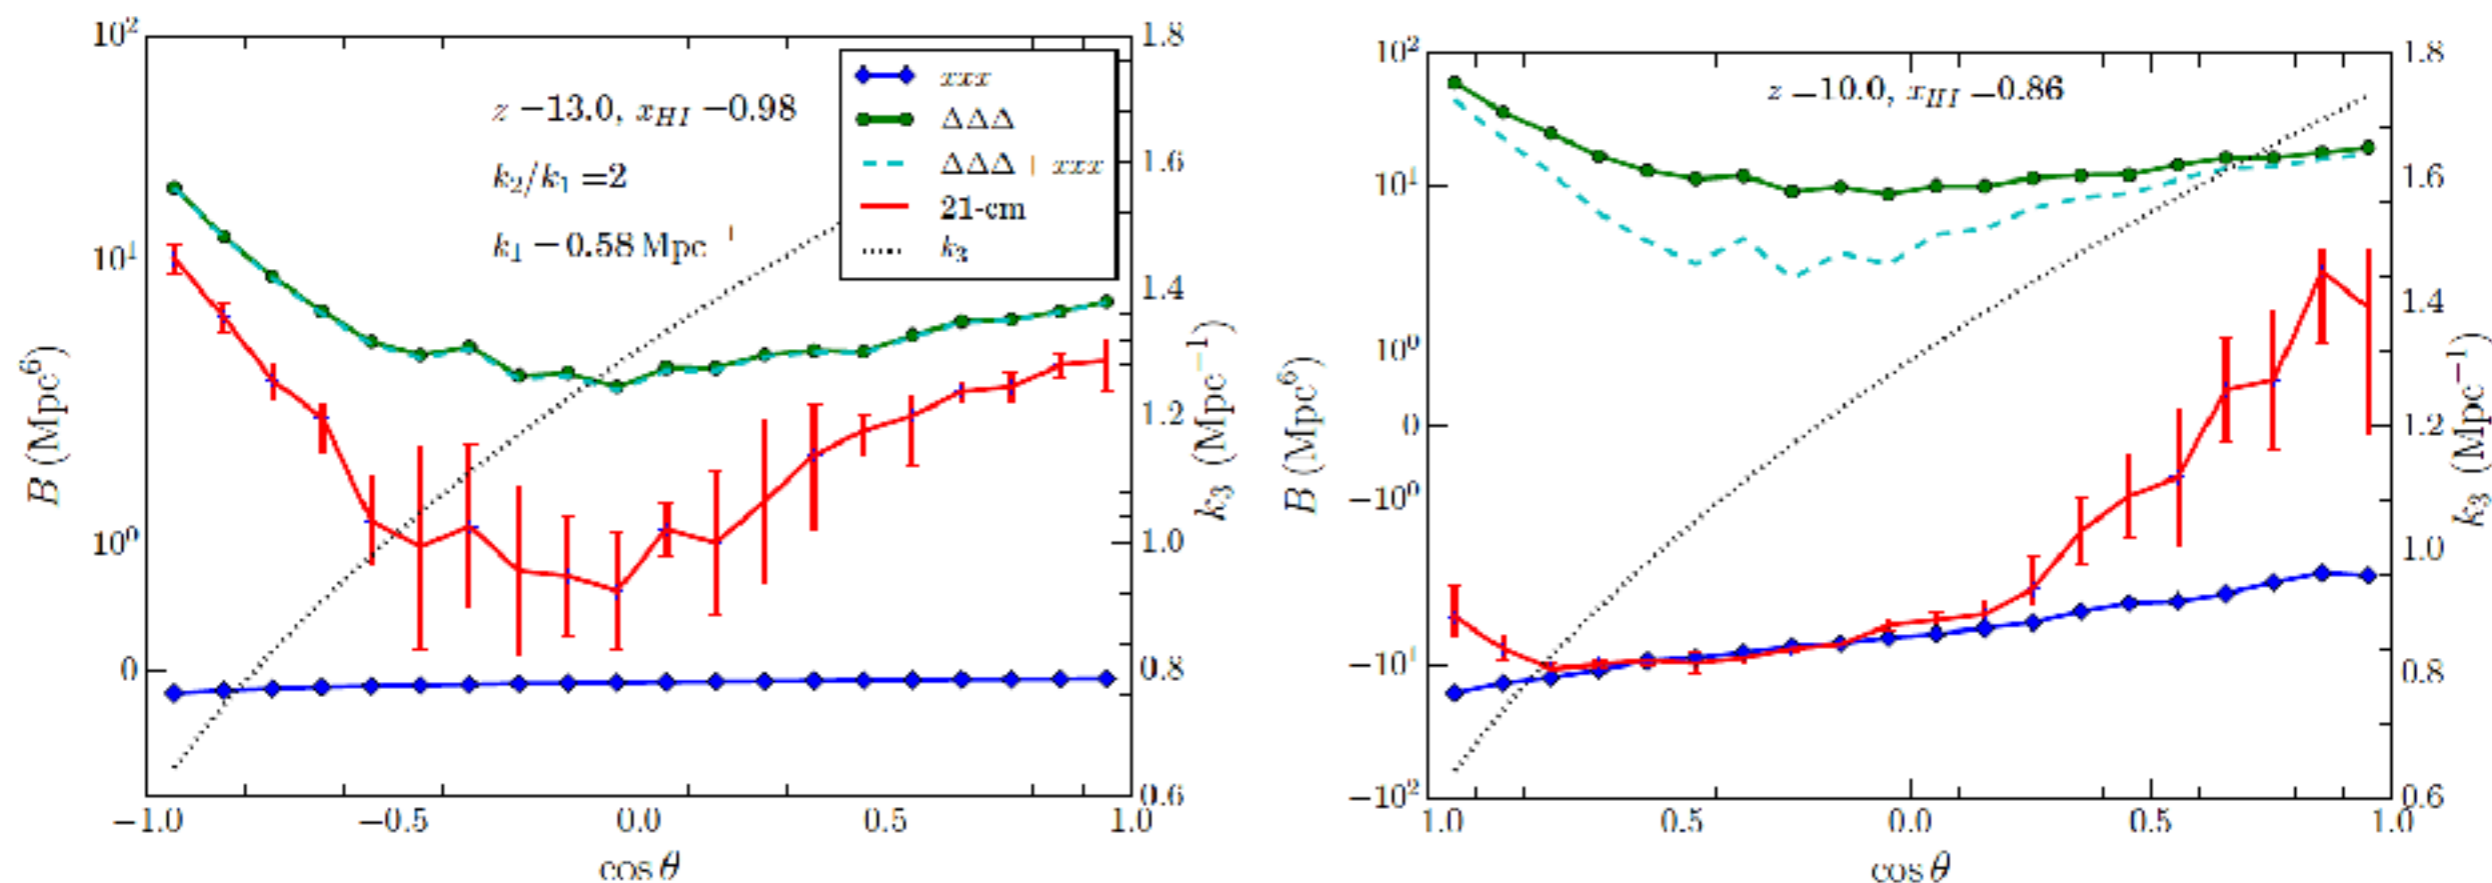 10²
10¹
10⁰
0
B (Mpc⁶)
z −13.0, x_HI −0.98
k₂/k₁ =2
k₁ − 0.58 Mpc
xxx
ΔΔΔ
ΔΔΔ xxx
21-cm
k₃
1.8
1.6
1.4
1.2
1.0
0.8
0.6
k₃ (Mpc⁻¹)
−1.0 −0.5 0.0 0.5 1.0
cos θ
10²
10¹
10⁰
0
−10⁰
−10¹
−10²
B (Mpc⁶)
z −10.0, x_HI −0.86
1.8
1.6
1.4
1.2
1.0
0.8
0.6
k₃ (Mpc⁻¹)
1.0 0.5 0.0 0.5 1.0
cos θ